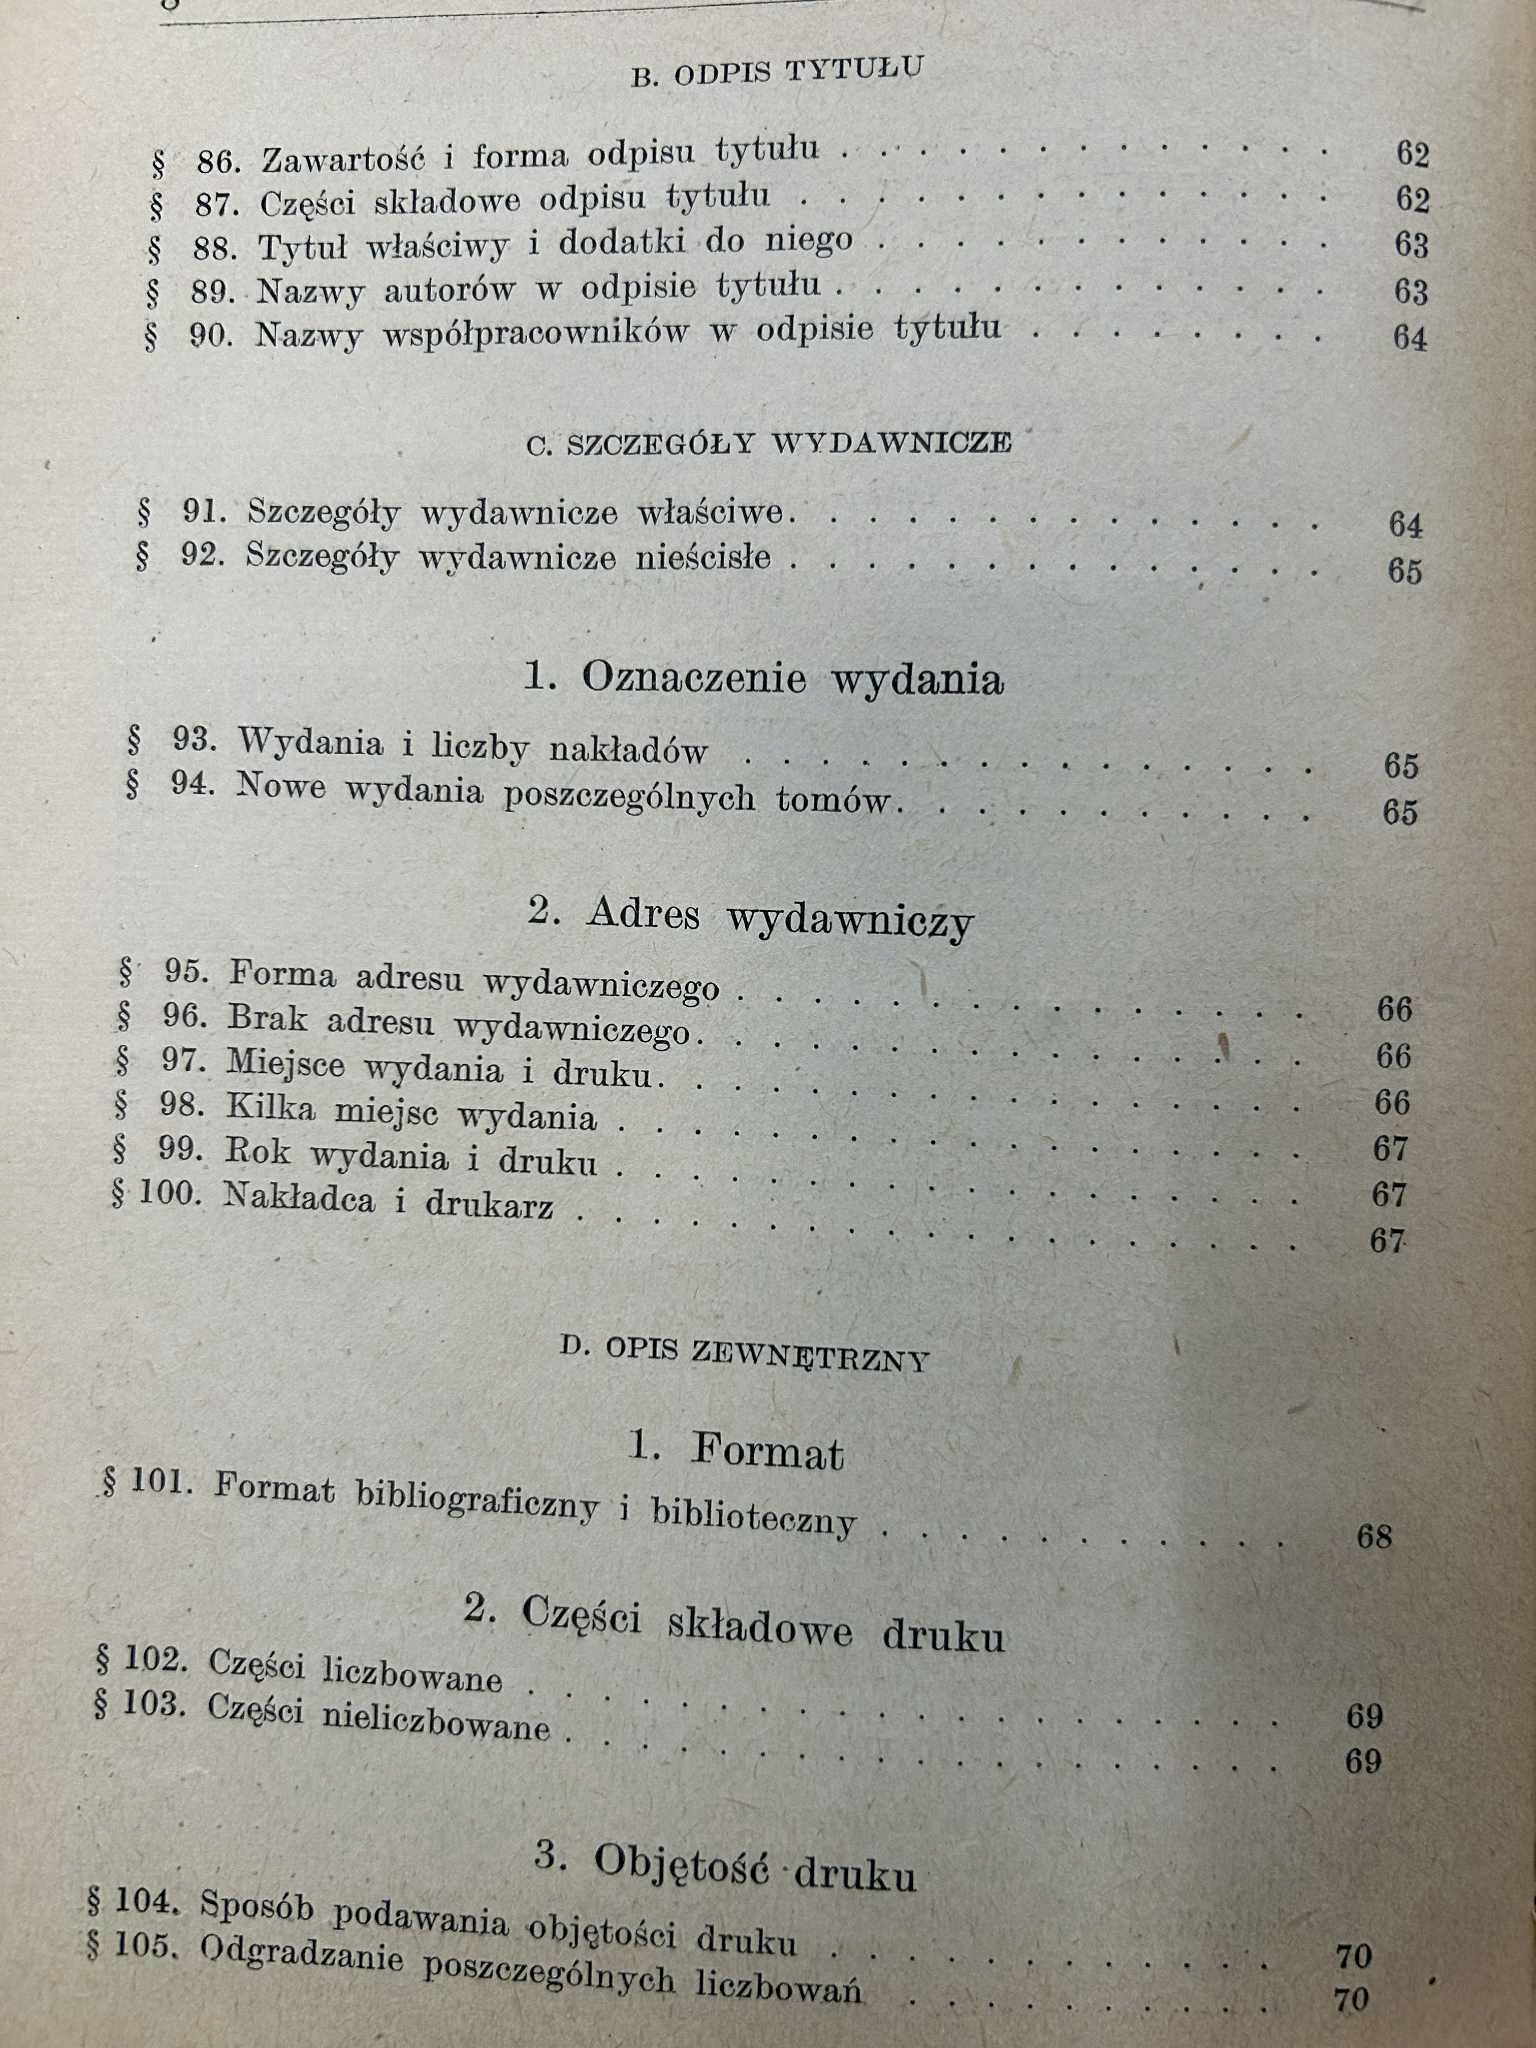 B. ODPIS TYTUŁU
§ 86. Zawartość i forma odpisu tytułu . . . . . . . . . . . . . 62
§ 87. Części składowe odpisu tytułu . . . . . . . . . . . . . . 62
§ 88. Tytuł właściwy i dodatki do niego . . . . . . . . . . . . 63
§ 89. Nazwy autorów w odpisie tytułu . . . . . . . . . . . . . 63
§ 90. Nazwy współpracowników w odpisie tytułu . . . . . . . . 64
C. SZCZEGÓŁY WYDAWNICZE
§ 91. Szczegóły wydawnicze właściwe. . . . . . . . . . . . . . 64
§ 92. Szczegóły wydawnicze nieścisłe . . . . . . . . . . . . . . 65
1. Oznaczenie wydania
§ 93. Wydania i liczby nakładów . . . . . . . . . . . . . . . 65
§ 94. Nowe wydania poszczególnych tomów. . . . . . . . . . . 65
2. Adres wydawniczy
§ 95. Forma adresu wydawniczego . . . . . . . . . . . . . . . 66
§ 96. Brak adresu wydawniczego. . . . . . . . . . . . . . . . 66
§ 97. Miejsce wydania i druku. . . . . . . . . . . . . . . . . 66
§ 98. Kilka miejsc wydania . . . . . . . . . . . . . . . . . . 67
§ 99. Rok wydania i druku . . . . . . . . . . . . . . . . . . 67
§ 100. Nakładca i drukarz . . . . . . . . . . . . . . . . . . . 67
D. OPIS ZEWNĘTRZNY
1. Format
§ 101. Format bibliograficzny i biblioteczny . . . . . . . . . . . 68
2. Części składowe druku
§ 102. Części liczbowane . . . . . . . . . . . . . . . . . . . . 69
§ 103. Części nieliczbowane . . . . . . . . . . . . . . . . . . . 69
3. Objętość druku
§ 104. Sposób podawania objętości druku . . . . . . . . . . . . 70
§ 105. Odgradzanie poszczególnych liczbowań . . . . . . . . . . 70